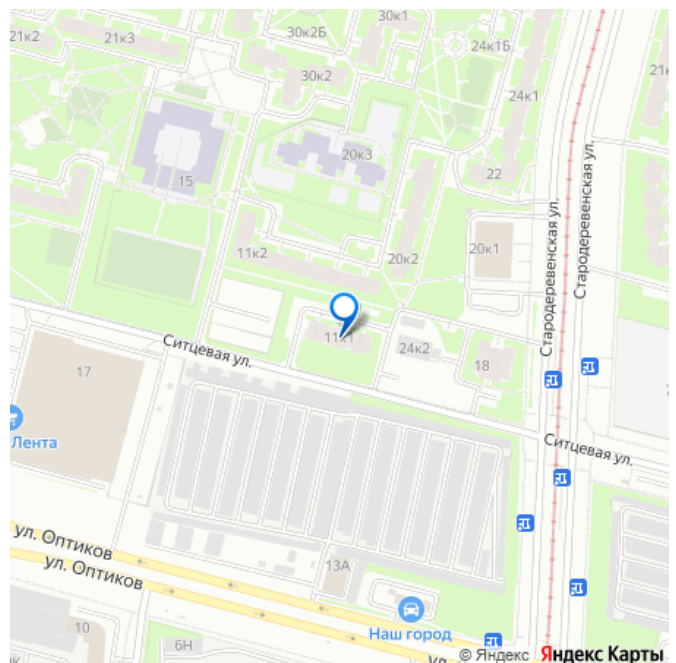 30к1
21к2
21к3
30к2Б
24к1Б
30к2
21к
24к1
20к3
22
15
Стародеревенская ул.
Стародеревенская ул.
11к2
20к2
20к1
11к1
Ситцевая ул.
24к2
18
17
Лента
Ситцевая ул.
ул. Оптиков
ул. Оптиков
13А
10
Наш город
6Н
ул.
© Яндекс Яндекс Карты